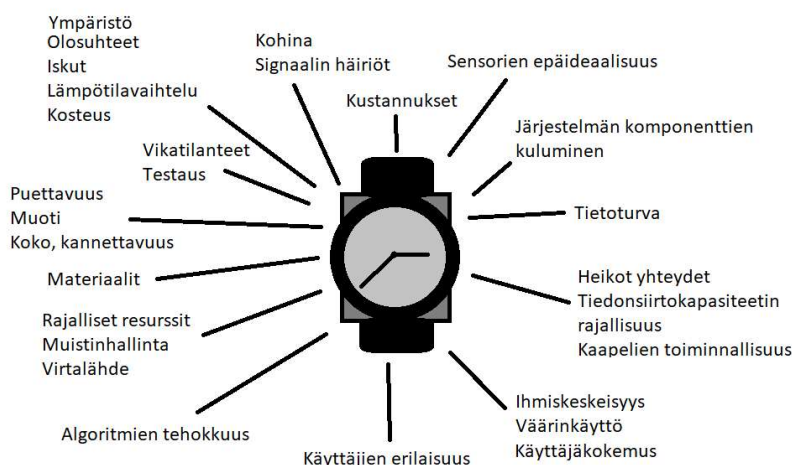 Ympäristö
Olosuhteet
Iskut
Lämpötilavaihtelu
Kosteus
Kohina
Signaalin häiriöt
Kustannukset
Sensorien epäideaalisuus
Järjestelmän komponenttien
kuluminen
Vikatilanteet
Testaus
Puettavuus
Muoti
Koko, kannettavuus
Tietoturva
Materiaalit
Heikot yhteydet
Tiedonsiirtokapasiteetin
rajallisuus
Kaapelien toiminnallisuus
Rajalliset resurssit
Muistinhallinta
Virtalähde
Algoritmien tehokkuus
Käyttäjien erilaisuus
Ihmiskeskeisyys
Väärinkäyttö
Käyttäjäkokemus